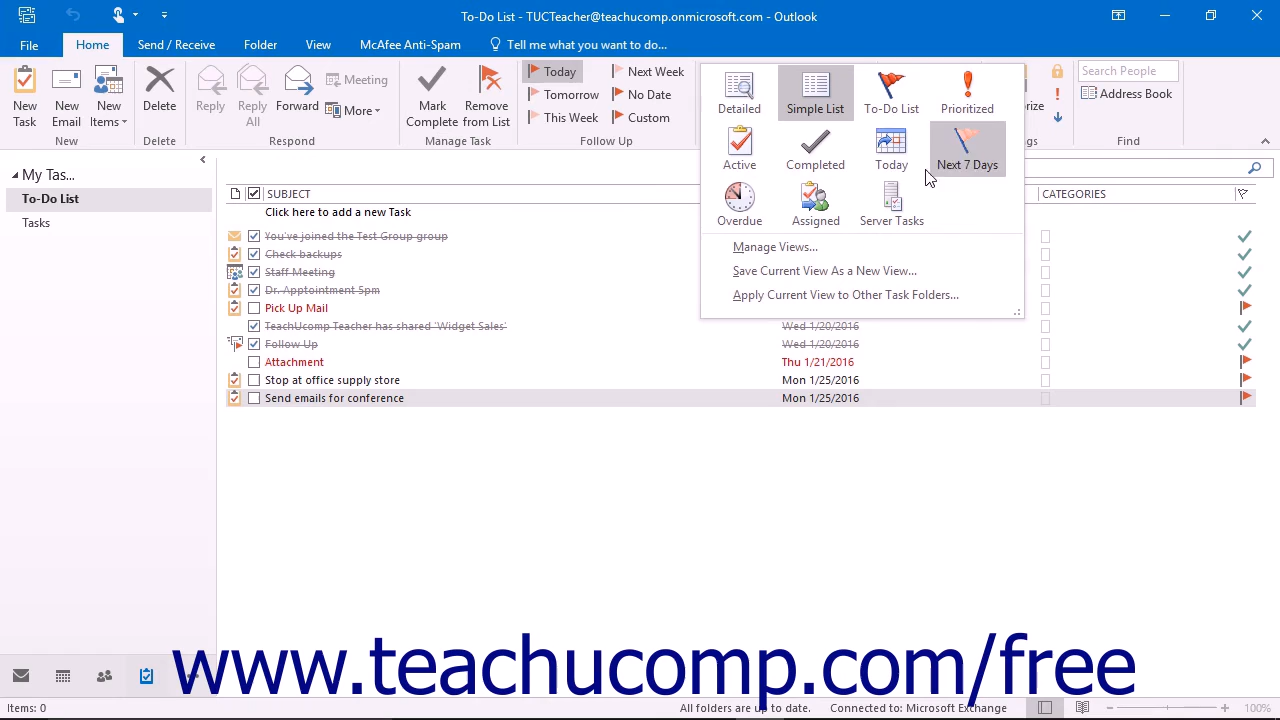 To-Do List - TUCTeacher@teachucomp.onmicrosoft.com - Outlook
File Home Send / Receive Folder View McAfee Anti-Spam Tell me what you want to do...
New Task
New Email
New Items
New
Delete
Delete
Reply
Reply All
Forward
Meeting
More
Respond
Mark Complete
Remove from List
Manage Task
Today
Tomorrow
This Week
Next Week
No Date
Custom
Follow Up
Detailed
Simple List
To-Do List
Prioritized
Active
Completed
Today
Next 7 Days
Overdue
Assigned
Server Tasks
Manage Views...
Save Current View As a New View...
Apply Current View to Other Task Folders...
Search People
Address Book
Find
My Tas...
To-Do List
Tasks
SUBJECT CATEGORIES
Click here to add a new Task
You've joined the Test Group group
Check backups
Staff Meeting
Dr. Apptointment 5pm
Pick Up Mail
TeachUcomp Teacher has shared 'Widget Sales' Wed 1/20/2016
Follow Up Wed 1/20/2016
Attachment Thu 1/21/2016
Stop at office supply store Mon 1/25/2016
Send emails for conference Mon 1/25/2016
www.teachucomp.com/free
Items: 0 All folders are up to date. Connected to: Microsoft Exchange 100%